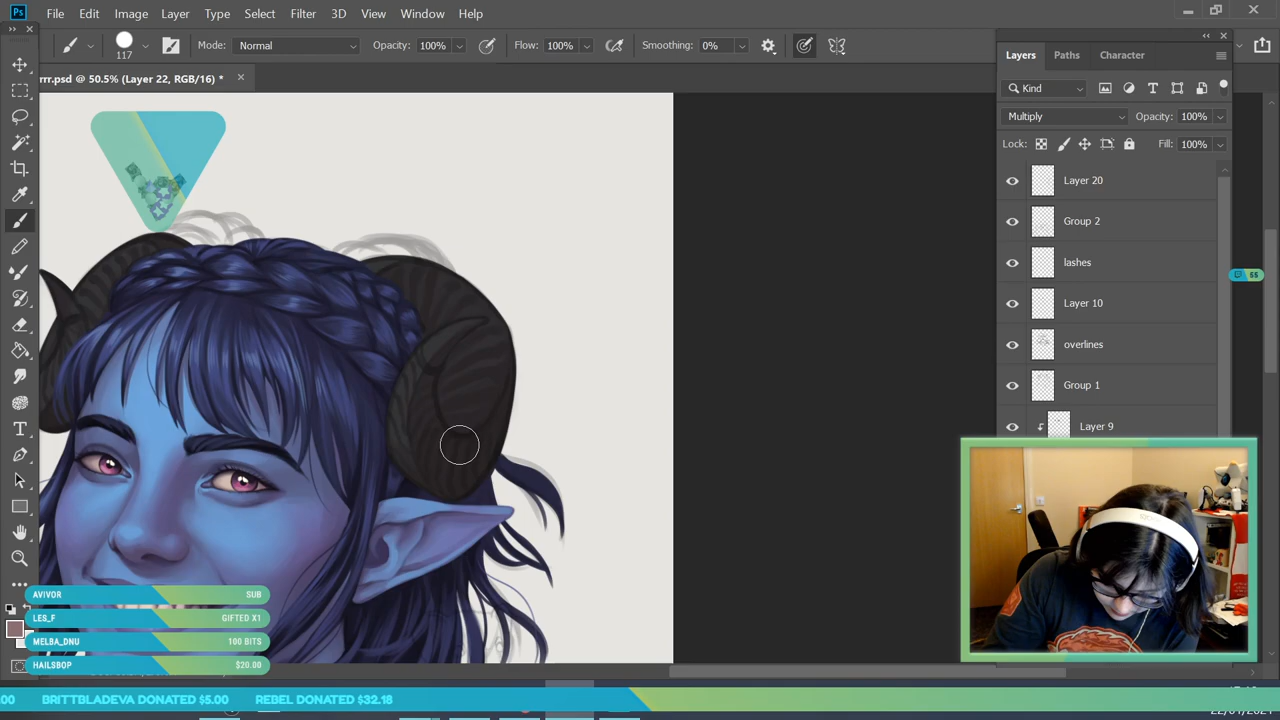 Ps File Edit Image Layer Type Select Filter 3D View Window Help
117 Mode: Normal Opacity: 100% Flow: 100% Smoothing: 0%
rrr.psd @ 50.5% (Layer 22, RGB/16) *
Layers Paths Character
Kind
Multiply Opacity: 100%
Lock: Fill: 100%
Layer 20
Group 2
lashes
Layer 10
overlines
Group 1
Layer 9
55
AVIVOR SUB
LES_F GIFTED X1
MELBA_DNU 100 BITS
HAILSBOP $20.00
.00 BRITTBLADEVA DONATED $5.00 REBEL DONATED $32.18